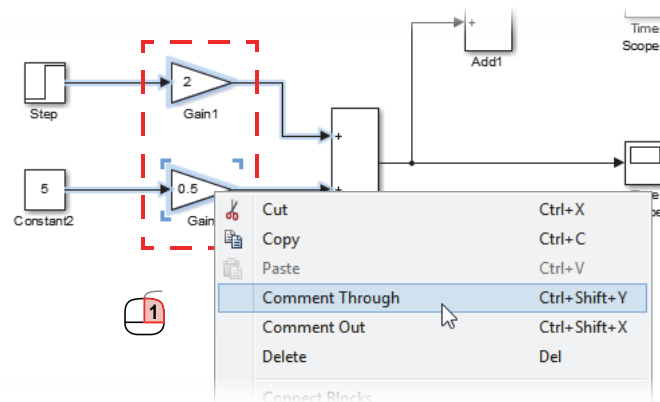 Time
Scope
+
Add1
2
Step
Gain1
+
5
0.5
+
Constant2
Gain
Cut Ctrl+X
Copy Ctrl+C
Paste Ctrl+V
Comment Through Ctrl+Shift+Y
1
Comment Out Ctrl+Shift+X
Delete Del
Connect Blocks